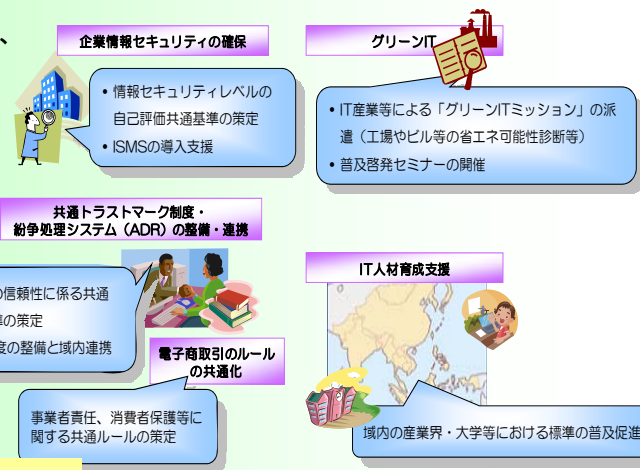 、
企業情報セキュリティの確保
• 情報セキュリティレベルの
自己評価共通基準の策定
• ISMSの導入支援
グリーンIT
• IT産業等による「グリーンITミッション」の派
遣（工場やビル等の省エネ可能性診断等）
• 普及啓発セミナーの開催
共通トラストマーク制度・
紛争処理システム（ADR）の整備・連携
の信頼性に係る共通
準の策定
度の整備と域内連携
電子商取引のルール
の共通化
事業者責任、消費者保護等に
関する共通ルールの策定
IT人材育成支援
域内の産業界・大学等における標準の普及促進